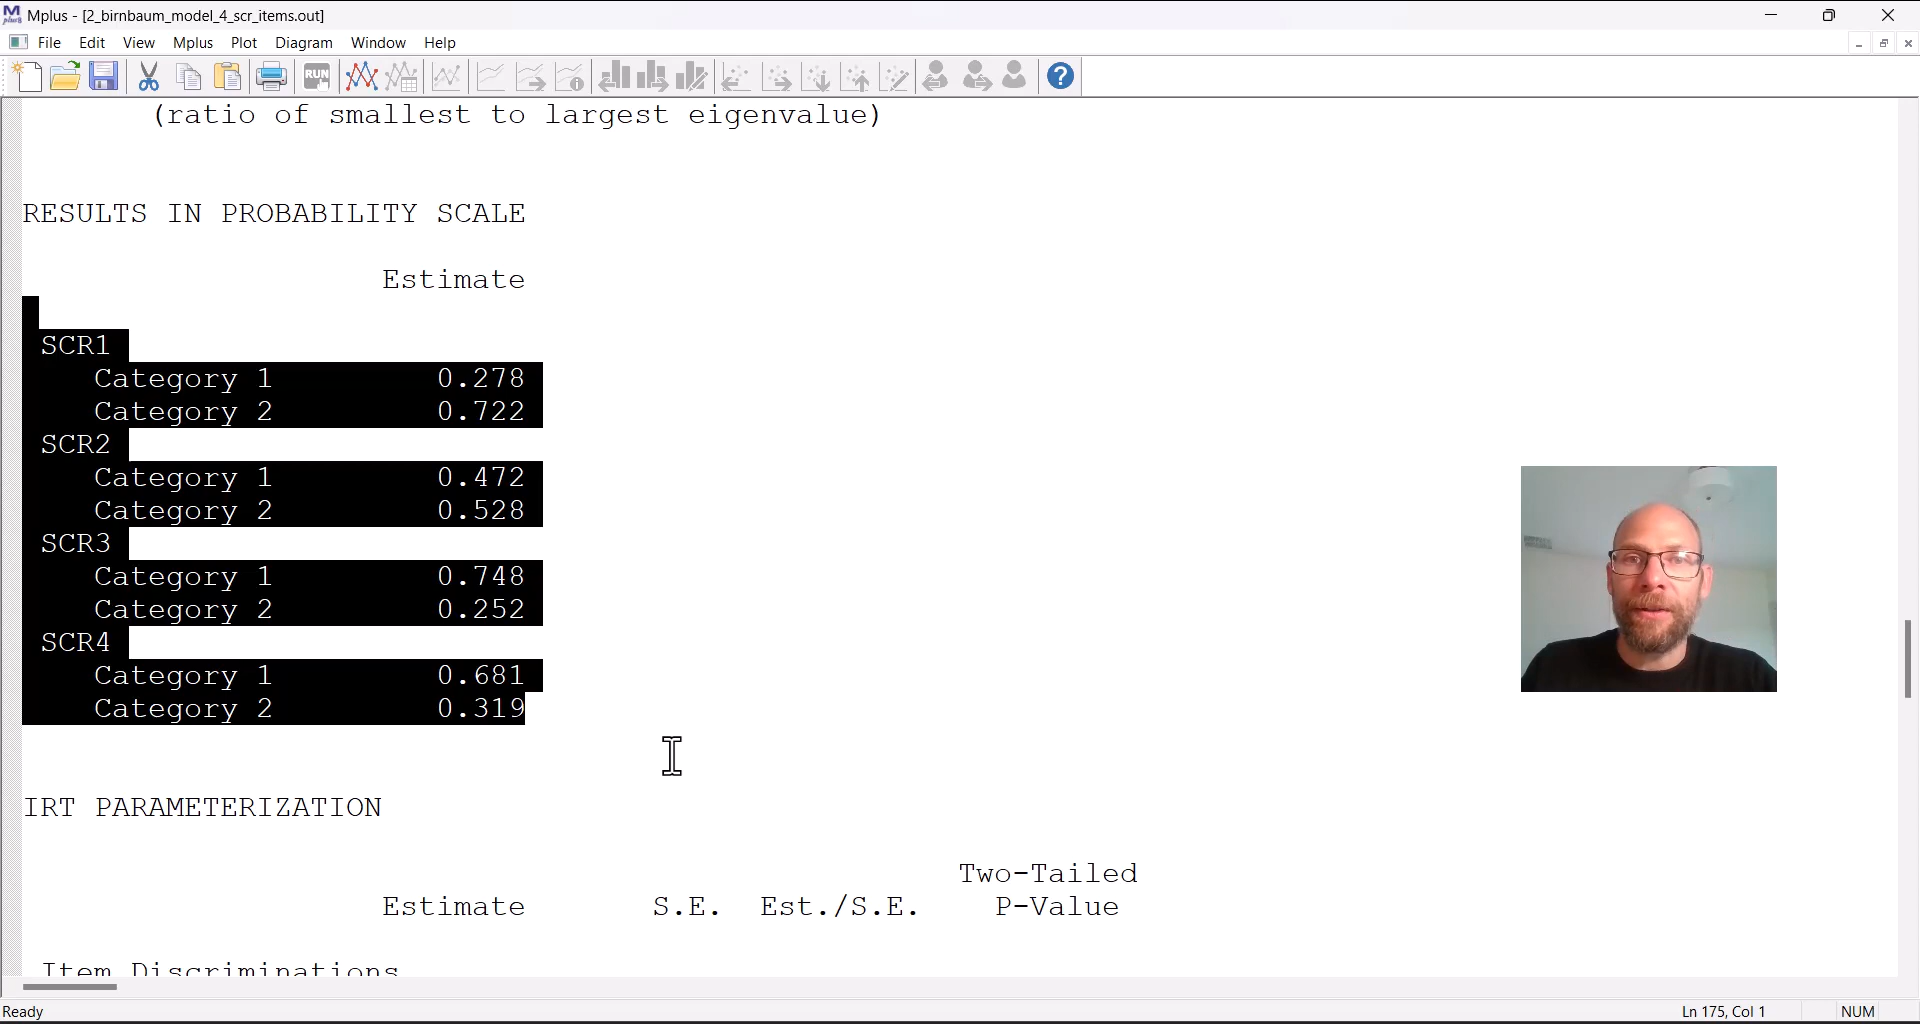 Mplus - [2_birnbaum_model_4_scr_items.out]
File Edit View Mplus Plot Diagram Window Help
RUN
(ratio of smallest to largest eigenvalue)
RESULTS IN PROBABILITY SCALE
Estimate
SCR1
Category 1 0.278
Category 2 0.722
SCR2
Category 1 0.472
Category 2 0.528
SCR3
Category 1 0.748
Category 2 0.252
SCR4
Category 1 0.681
Category 2 0.319
IRT PARAMETERIZATION
Two-Tailed
Estimate S.E. Est./S.E. P-Value
Item Discriminations
Ready Ln 175, Col 1 NUM